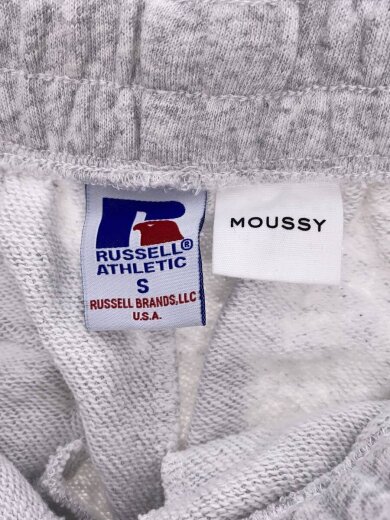 RUSSELL®
ATHLETIC
S
RUSSELL BRANDS,LLC
U.S.A.
MOUSSY